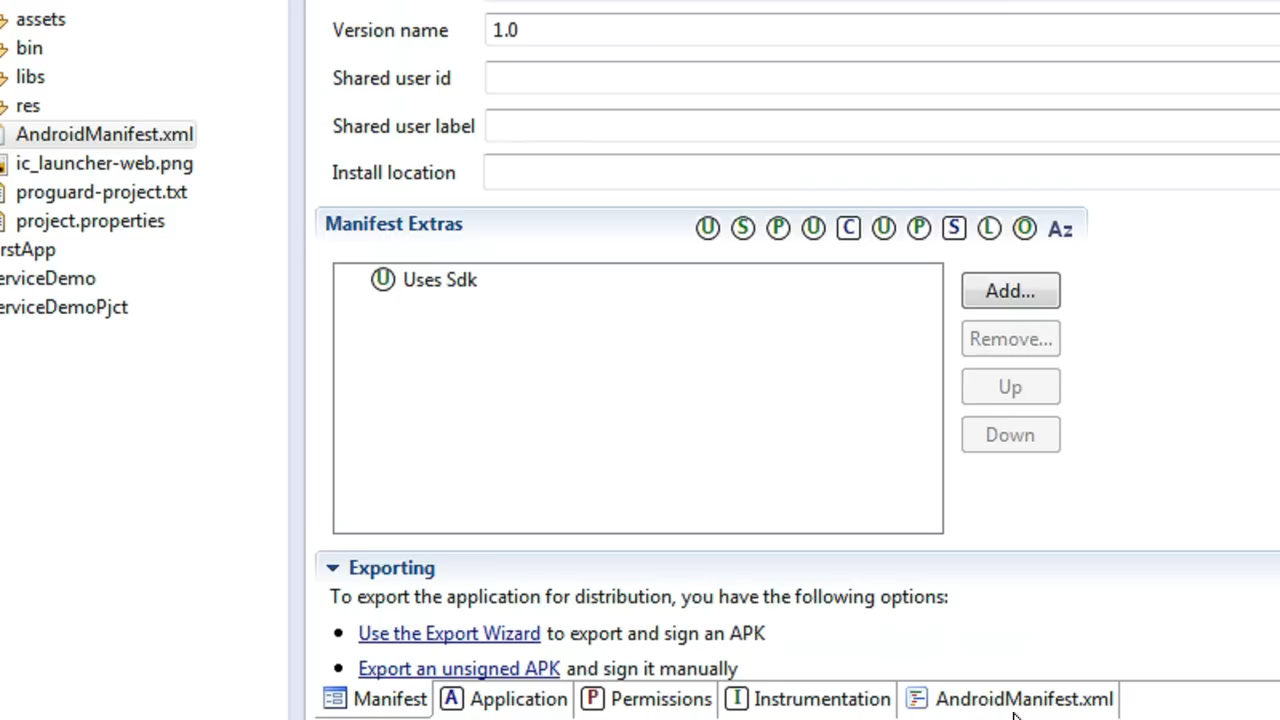 assets
bin
libs
res
AndroidManifest.xml
ic_launcher-web.png
proguard-project.txt
project.properties
rstApp
erviceDemo
erviceDemoPjct
Version name 1.0
Shared user id
Shared user label
Install location
Manifest Extras U S P U C U P S L O Az
U Uses Sdk
Add...
Remove...
Up
Down
Exporting
To export the application for distribution, you have the following options:
• Use the Export Wizard to export and sign an APK
• Export an unsigned APK and sign it manually
Manifest A Application P Permissions I Instrumentation AndroidManifest.xml